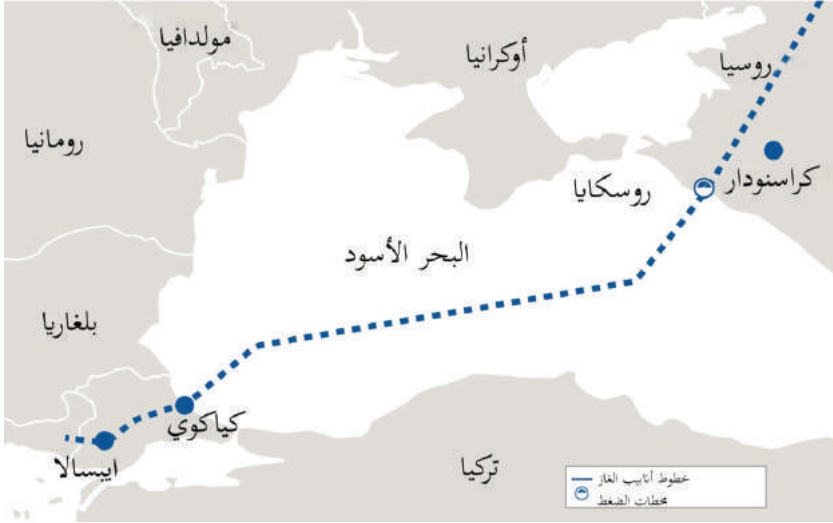 مولدافيا
أوكرانيا
روسيا
رومانيا
كراسنودار
روسكايا
البحر الأسود
بلغاريا
كياكوي
ايبسالا
تركيا
خطوط أنابيب الغاز
محطات الضغط